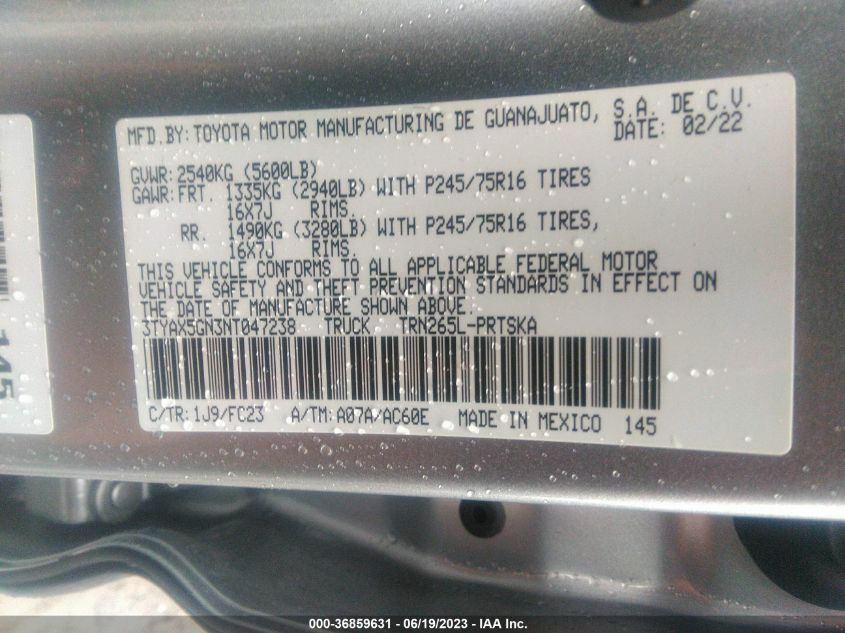 MFD.BY:TOYOTA MOTOR MANUFACTURING DE GUANAJUATO, S.A. DE C.V.
DATE: 02/22
GVWR:2540KG (5600LB)
GAWR:FRT. 1335KG (2940LB) WITH P245/75R16 TIRES
16X7J RIMS,
RR. 1490KG (3280LB) WITH P245/75R16 TIRES,
16X7J RIMS.
THIS VEHICLE CONFORMS TO ALL APPLICABLE FEDERAL MOTOR
VEHICLE SAFETY AND THEFT PREVENTION STANDARDS IN EFFECT ON
THE DATE OF MANUFACTURE SHOWN ABOVE.
3TYAX5GN3NT047238 TRUCK TRN265L-PRTSKA
C/TR:1J9/FC23 A/TM:A07A/AC60E MADE IN MEXICO 145
145
000-36859631 - 06/19/2023 - IAA Inc.